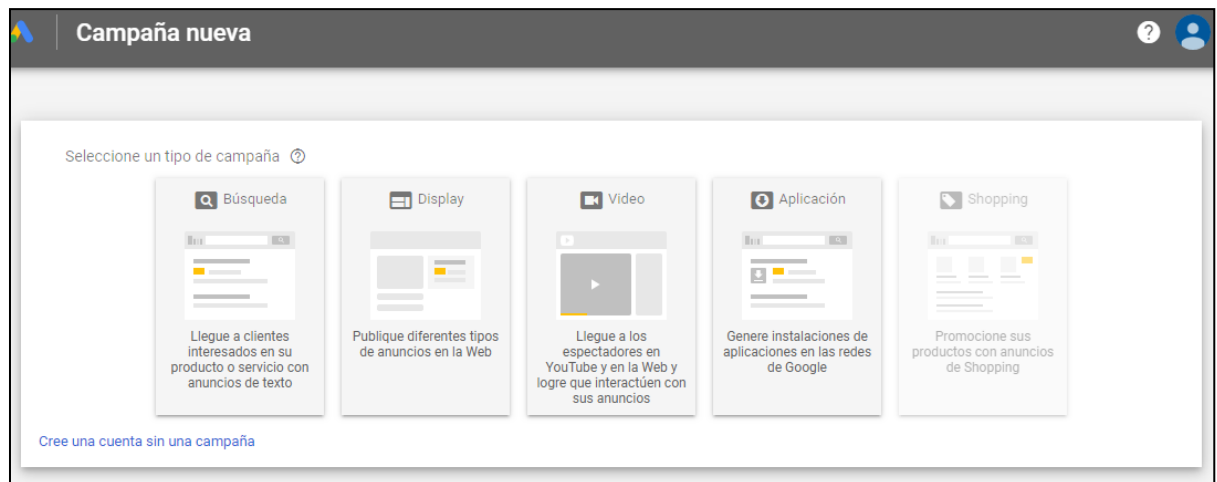 Campaña nueva
Seleccione un tipo de campaña
Búsqueda
Llegue a clientes
interesados en su
producto o servicio con
anuncios de texto
Display
Publique diferentes tipos
de anuncios en la Web
Video
Llegue a los
espectadores en
YouTube y en la Web y
logre que interactúen con
sus anuncios
Aplicación
Genere instalaciones de
aplicaciones en las redes
de Google
Shopping
Promocione sus
productos con anuncios
de Shopping
Cree una cuenta sin una campaña